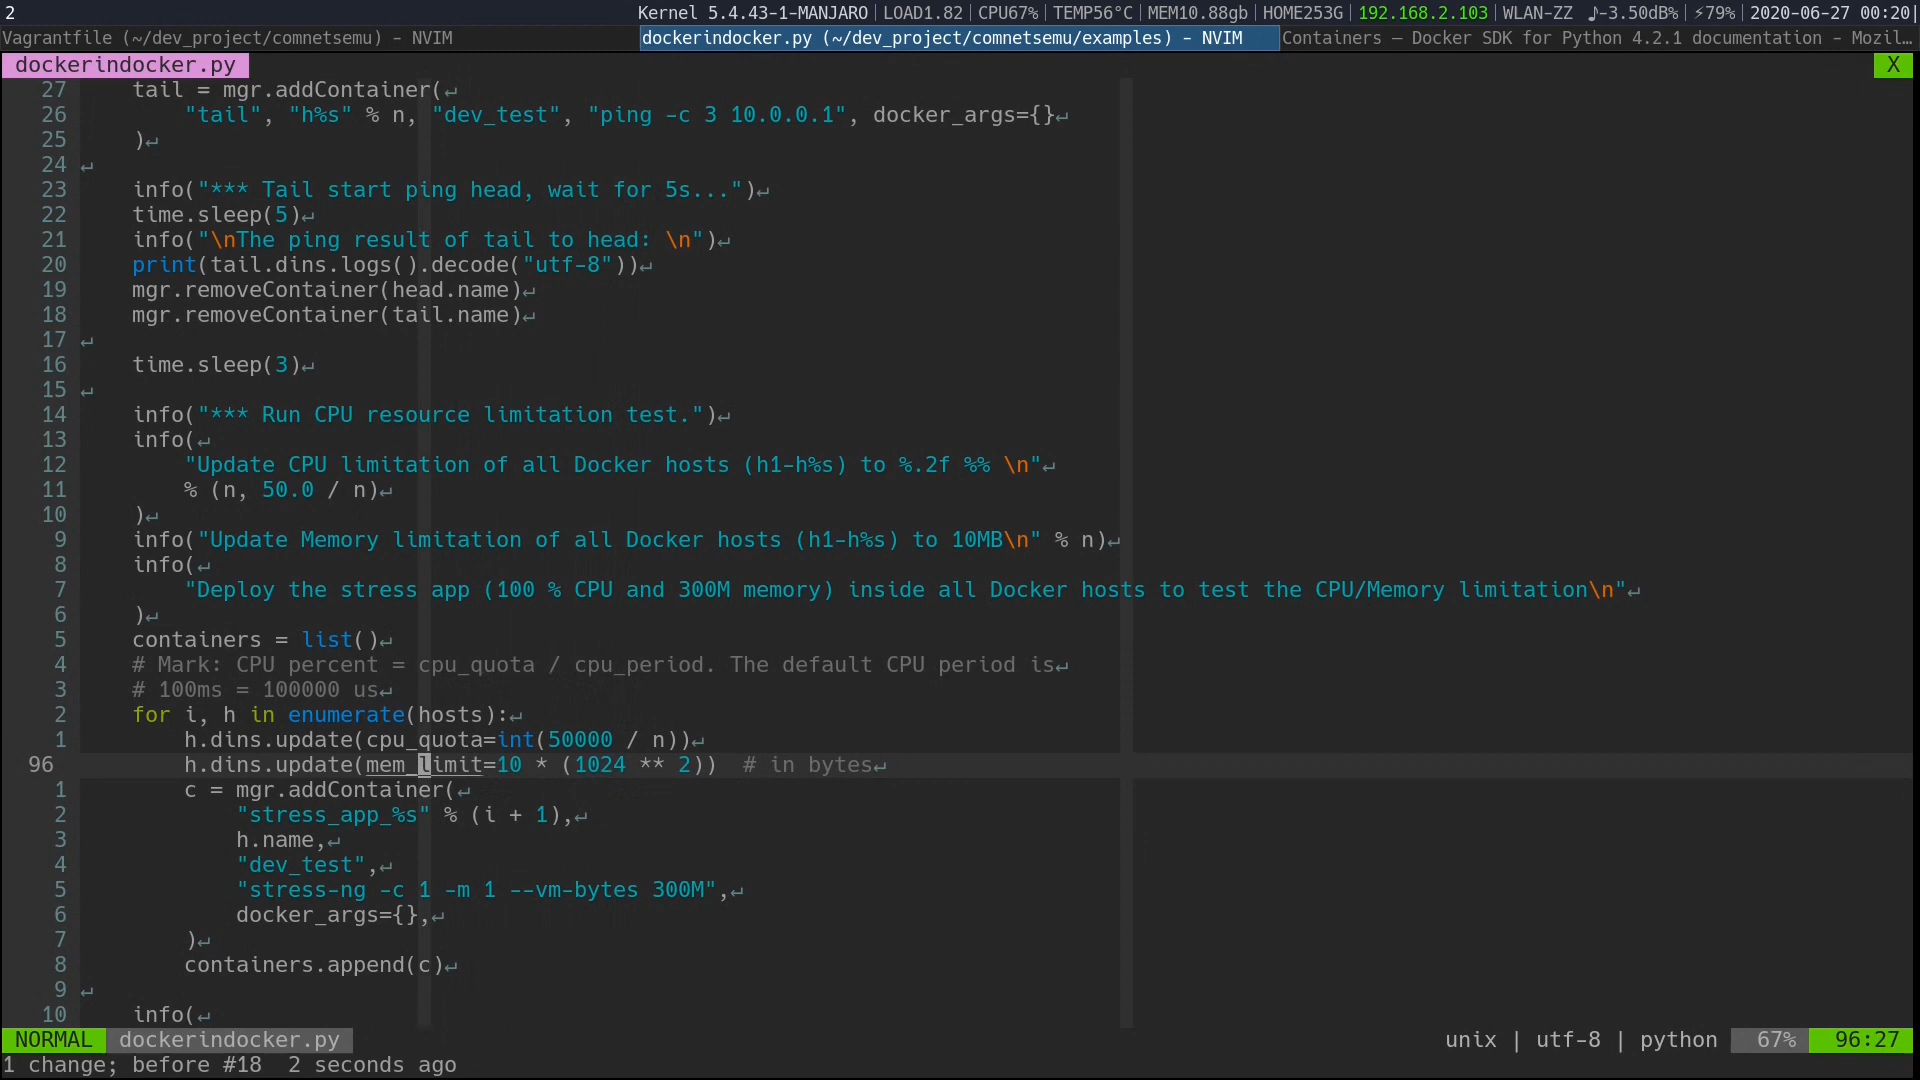 2 Kernel 5.4.43-1-MANJARO | LOAD1.82 | CPU67% | TEMP56°C | MEM10.88gb | HOME253G | 192.168.2.103 | WLAN-ZZ ♪-3.50dB% | ⚡79% | 2020-06-27 00:20|
Vagrantfile (~/dev_project/comnetsemu) - NVIM dockerindocker.py (~/dev_project/comnetsemu/examples) - NVIM Containers — Docker SDK for Python 4.2.1 documentation - Mozil…
dockerindocker.py X
27     tail = mgr.addContainer(↵
26         "tail", "h%s" % n, "dev_test", "ping -c 3 10.0.0.1", docker_args={}↵
25     )↵
24 ↵
23     info("*** Tail start ping head, wait for 5s...")↵
22     time.sleep(5)↵
21     info("\nThe ping result of tail to head: \n")↵
20     print(tail.dins.logs().decode("utf-8"))↵
19     mgr.removeContainer(head.name)↵
18     mgr.removeContainer(tail.name)↵
17 ↵
16     time.sleep(3)↵
15 ↵
14     info("*** Run CPU resource limitation test.")↵
13     info(↵
12         "Update CPU limitation of all Docker hosts (h1-h%s) to %.2f %% \n"↵
11         % (n, 50.0 / n)↵
10     )↵
9     info("Update Memory limitation of all Docker hosts (h1-h%s) to 10MB\n" % n)↵
8     info(↵
7         "Deploy the stress app (100 % CPU and 300M memory) inside all Docker hosts to test the CPU/Memory limitation\n"↵
6     )↵
5     containers = list()↵
4     # Mark: CPU percent = cpu_quota / cpu_period. The default CPU period is↵
3     # 100ms = 100000 us↵
2     for i, h in enumerate(hosts):↵
1         h.dins.update(cpu_quota=int(50000 / n))↵
96         h.dins.update(mem_limit=10 * (1024 ** 2))  # in bytes↵
1         c = mgr.addContainer(↵
2             "stress_app_%s" % (i + 1),↵
3             h.name,↵
4             "dev_test",↵
5             "stress-ng -c 1 -m 1 --vm-bytes 300M",↵
6             docker_args={},↵
7         )↵
8         containers.append(c)↵
9 ↵
10     info(↵
NORMAL dockerindocker.py unix | utf-8 | python 67% 96:27
1 change; before #18  2 seconds ago